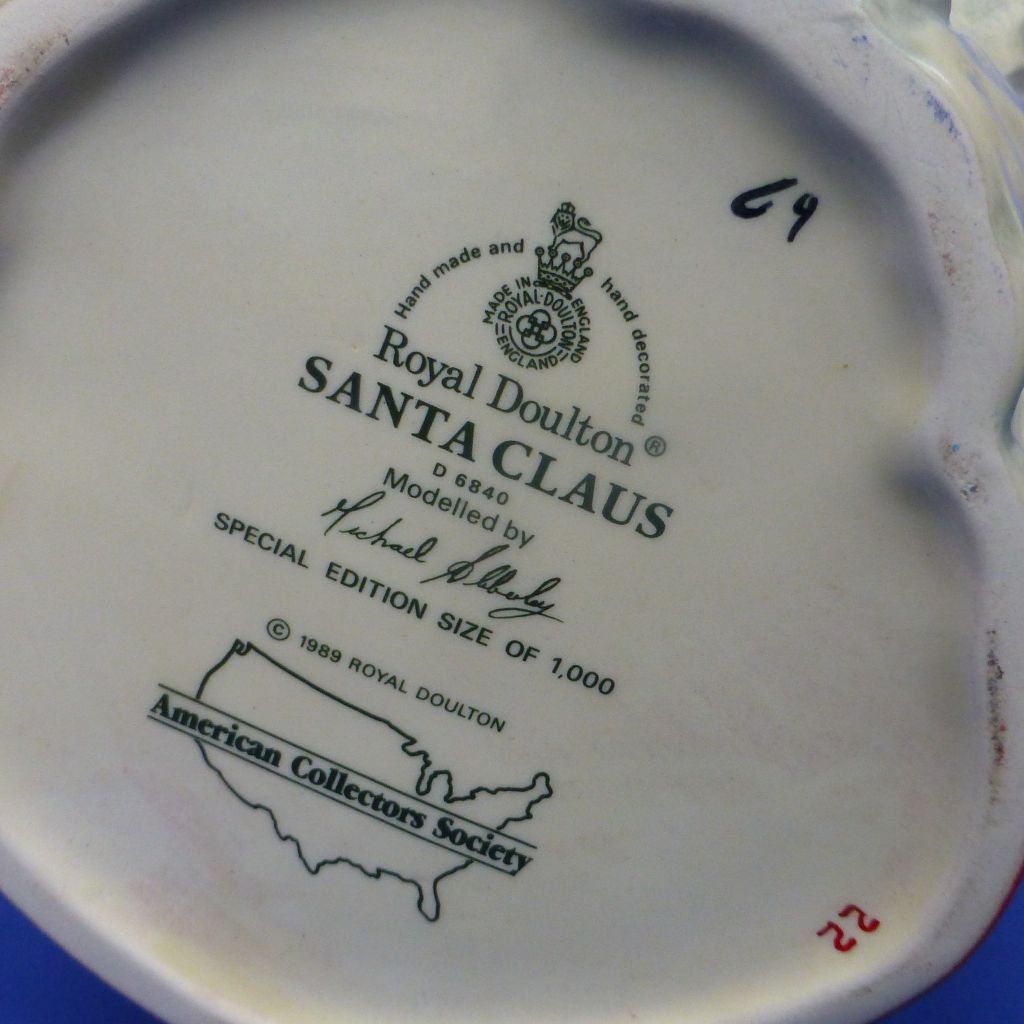 69
Hand made and hand decorated
MADE IN ENGLAND
ROYAL·DOULTON
ENGLAND
Royal Doulton®
SANTA CLAUS
D 6840
Modelled by
Michael Abberley
SPECIAL EDITION SIZE OF 1,000
© 1989 ROYAL DOULTON
American Collectors Society
22